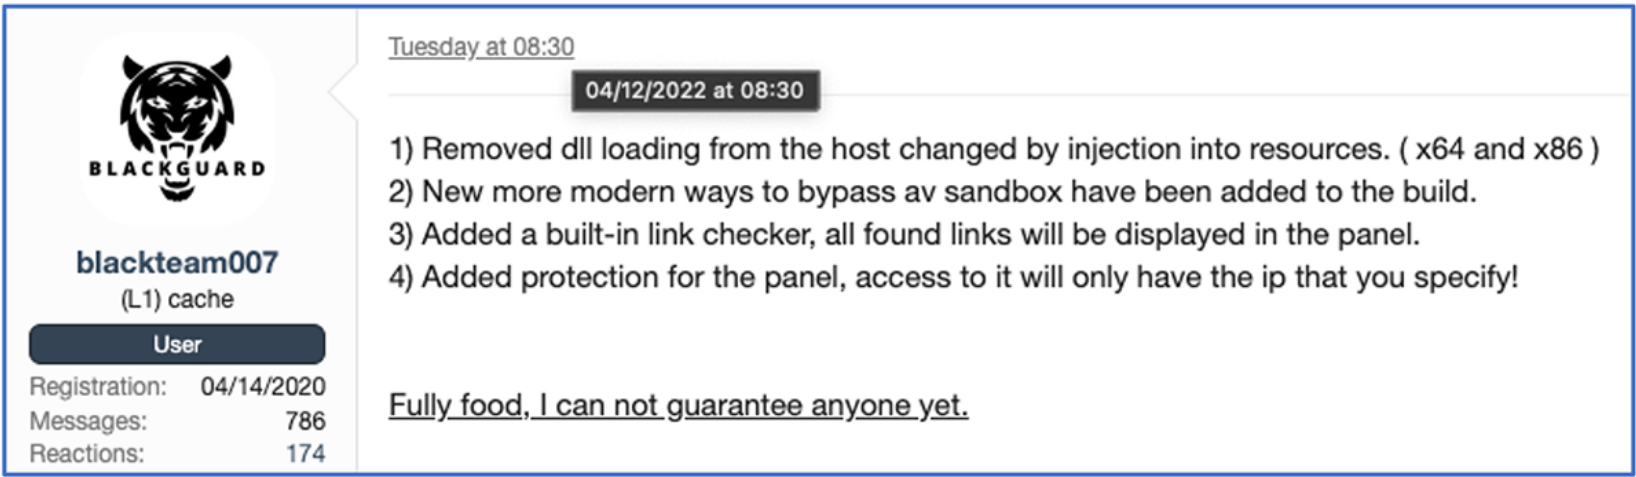 BLACKGUARD
blackteam007
(L1) cache
User
Registration: 04/14/2020
Messages: 786
Reactions: 174
Tuesday at 08:30
04/12/2022 at 08:30
1) Removed dll loading from the host changed by injection into resources. ( x64 and x86 )
2) New more modern ways to bypass av sandbox have been added to the build.
3) Added a built-in link checker, all found links will be displayed in the panel.
4) Added protection for the panel, access to it will only have the ip that you specify!
Fully food, I can not guarantee anyone yet.